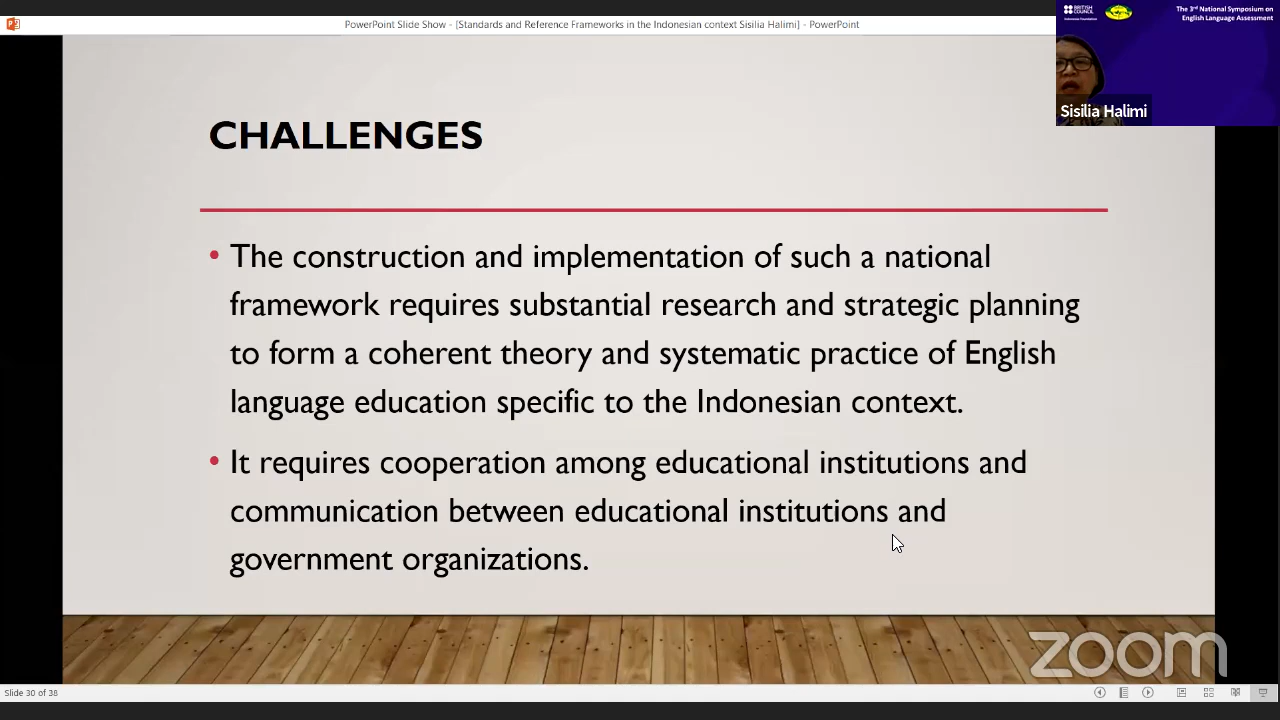 PowerPoint Slide Show - [Standards and Reference Frameworks in the Indonesian context Sisilia Halimi] - PowerPoint
BRITISH
COUNCIL
The 3rd National Symposium on
English Language Assessment
Sisilia Halimi
CHALLENGES
• The construction and implementation of such a national
framework requires substantial research and strategic planning
to form a coherent theory and systematic practice of English
language education specific to the Indonesian context.
• It requires cooperation among educational institutions and
communication between educational institutions and
government organizations.
zoom
Slide 30 of 38